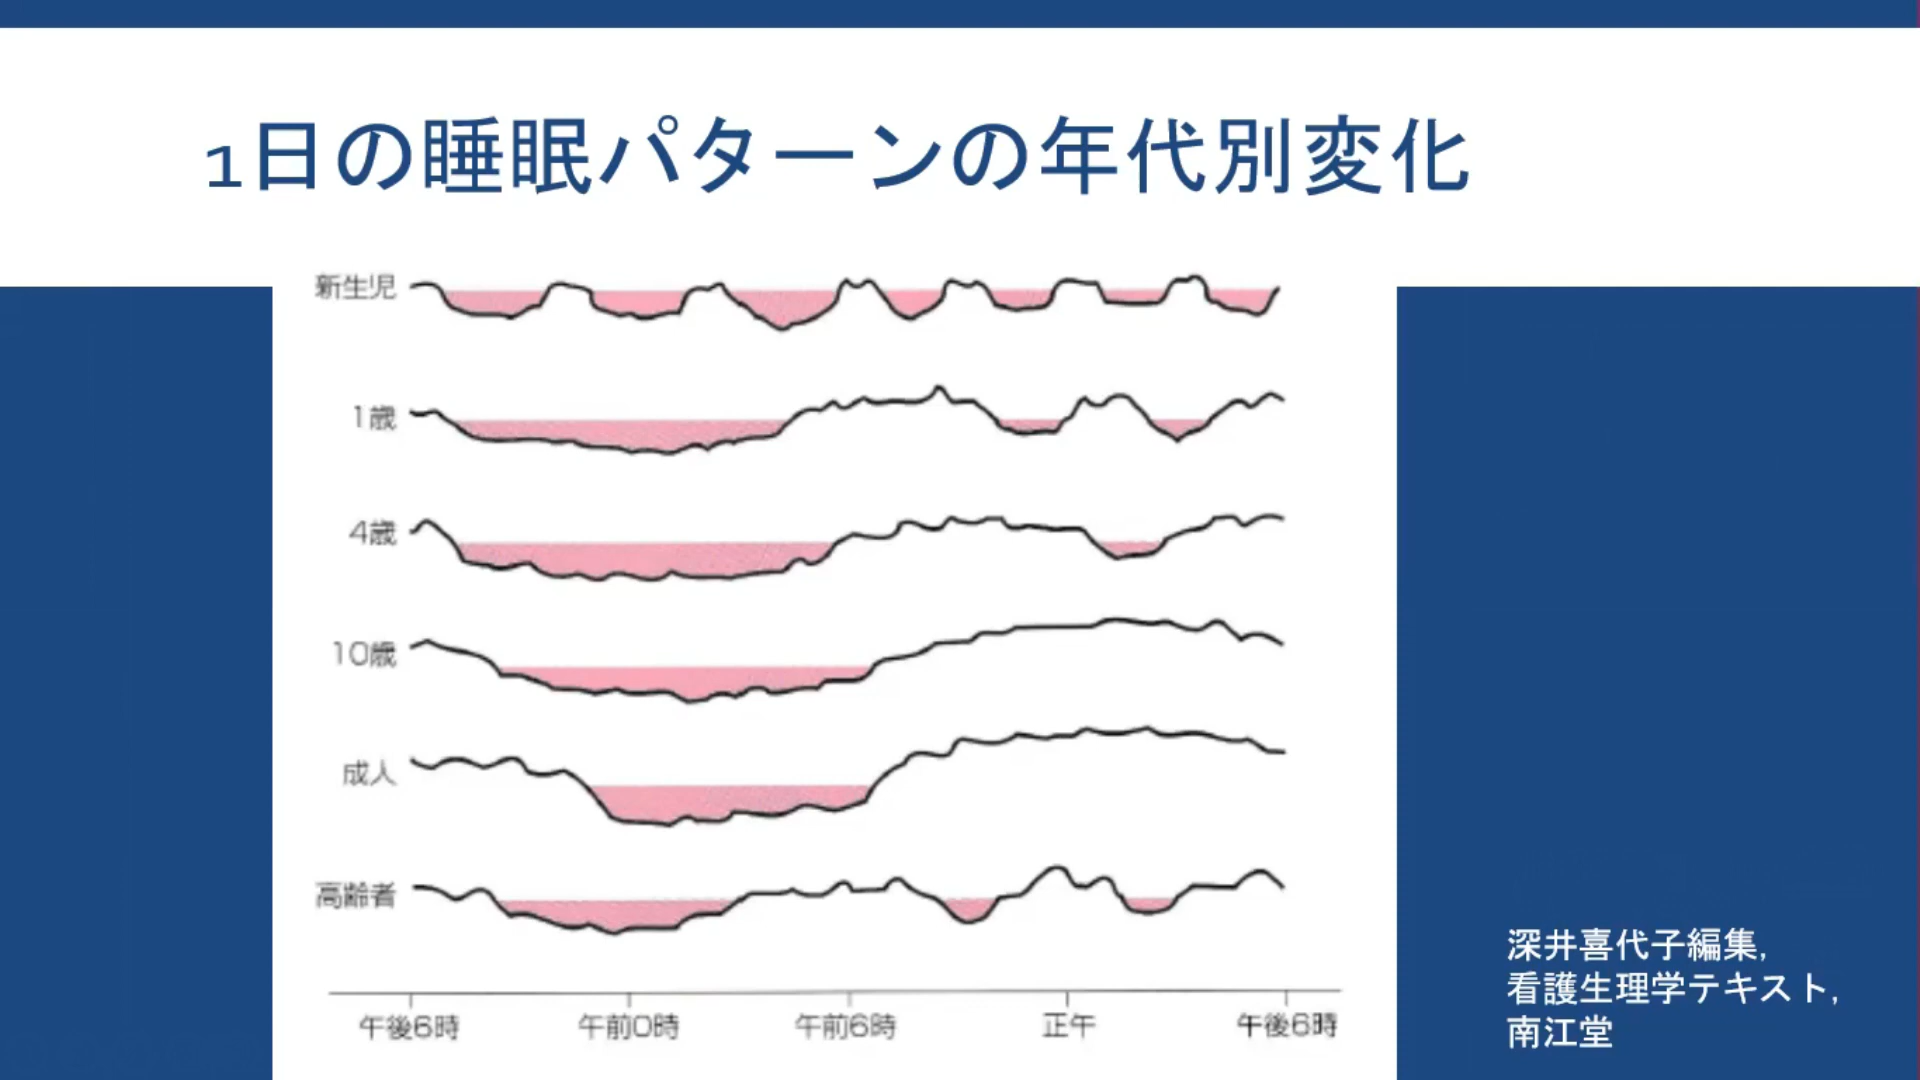 1日の睡眠パターンの年代別変化
新生児
1歳
4歳
10歳
成人
高齢者
午後6時 午前0時 午前6時 正午 午後6時
深井喜代子編集,
看護生理学テキスト,
南江堂